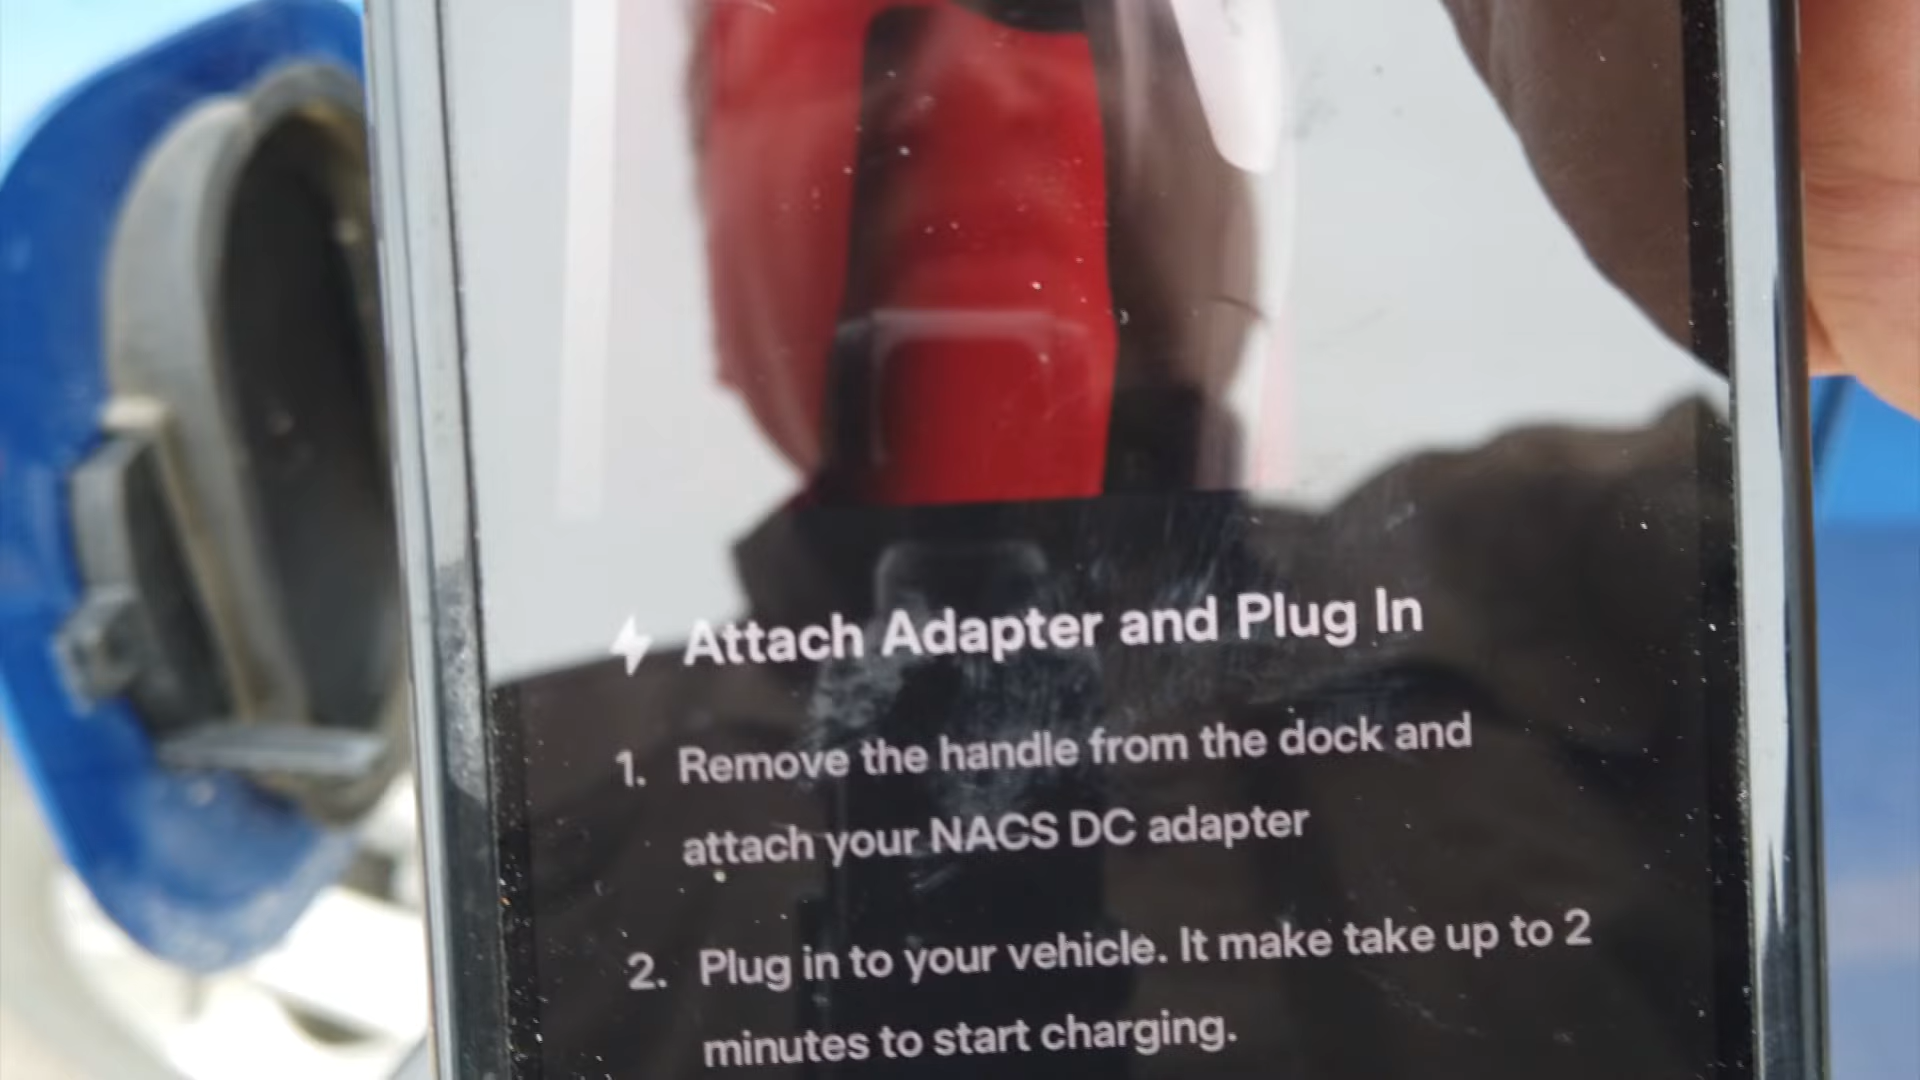 Attach Adapter and Plug In
1. Remove the handle from the dock and
attach your NACS DC adapter
2. Plug in to your vehicle. It make take up to 2
minutes to start charging.